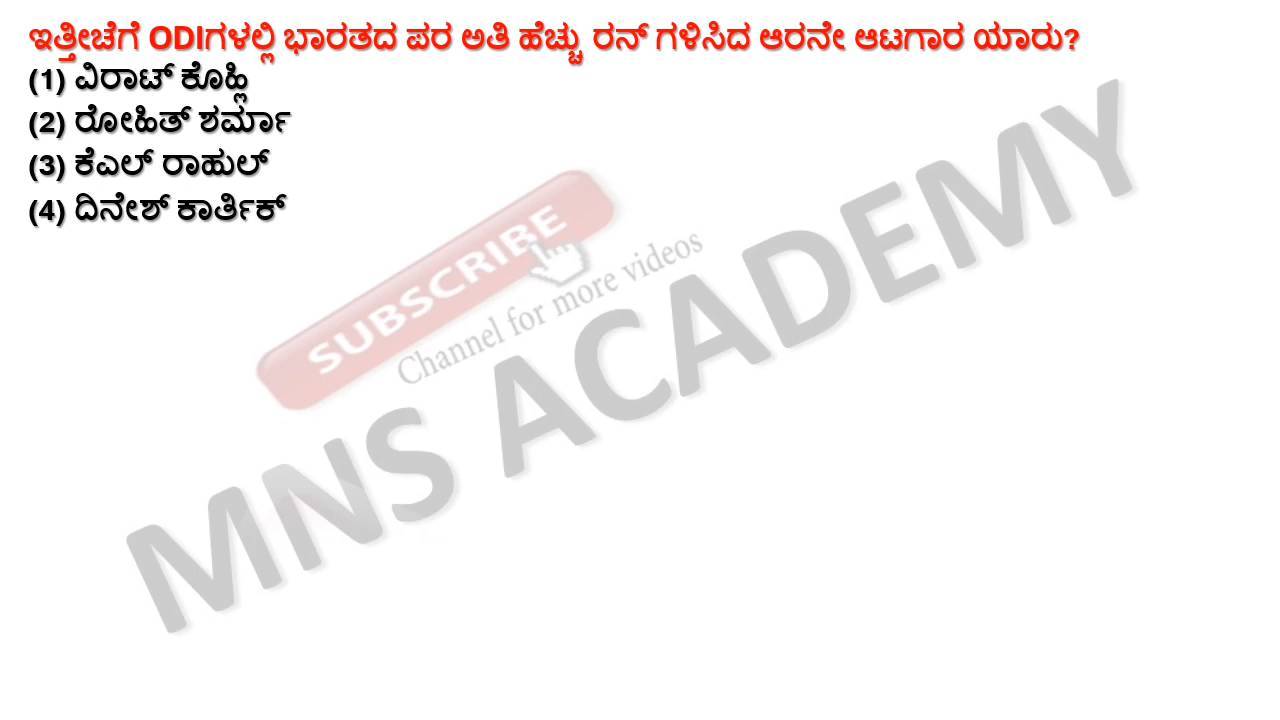 ಇತ್ತೀಚೆಗೆ ODIಗಳಲ್ಲಿ ಭಾರತದ ಪರ ಅತಿ ಹೆಚ್ಚು ರನ್ ಗಳಿಸಿದ ಆರನೇ ಆಟಗಾರ ಯಾರು?
(1) ವಿರಾಟ್ ಕೊಹ್ಲಿ
(2) ರೋಹಿತ್ ಶರ್ಮಾ
(3) ಕೆಎಲ್ ರಾಹುಲ್
(4) ದಿನೇಶ್ ಕಾರ್ತಿಕ್
SUBSCRIBE
Channel for more videos
MNS ACADEMY